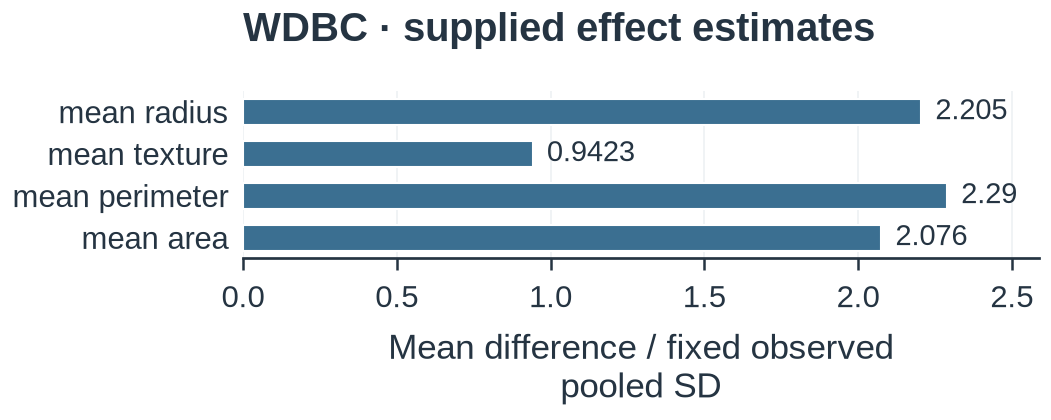 WDBC · supplied effect estimates
mean radius 2.205
mean texture 0.9423
mean perimeter 2.29
mean area 2.076
0.0 0.5 1.0 1.5 2.0 2.5
Mean difference / fixed observed
pooled SD